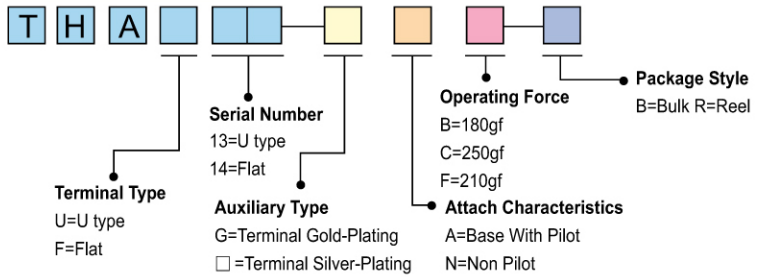 T H A
Terminal Type
U=U type
F=Flat
Serial Number
13=U type
14=Flat
Auxiliary Type
G=Terminal Gold-Plating
□=Terminal Silver-Plating
Attach Characteristics
A=Base With Pilot
N=Non Pilot
Operating Force
B=180gf
C=250gf
F=210gf
Package Style
B=Bulk R=Reel